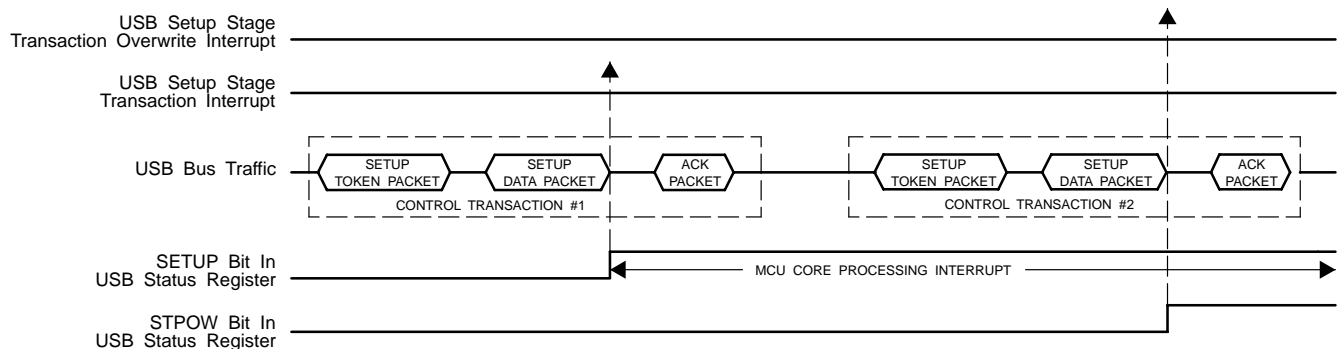 USB Setup Stage
Transaction Overwrite Interrupt
USB Setup Stage
Transaction Interrupt
USB Bus Traffic
SETUP
TOKEN PACKET
SETUP
DATA PACKET
ACK
PACKET
CONTROL TRANSACTION #1
SETUP
TOKEN PACKET
SETUP
DATA PACKET
ACK
PACKET
CONTROL TRANSACTION #2
SETUP Bit In
USB Status Register
MCU CORE PROCESSING INTERRUPT
STPOW Bit In
USB Status Register